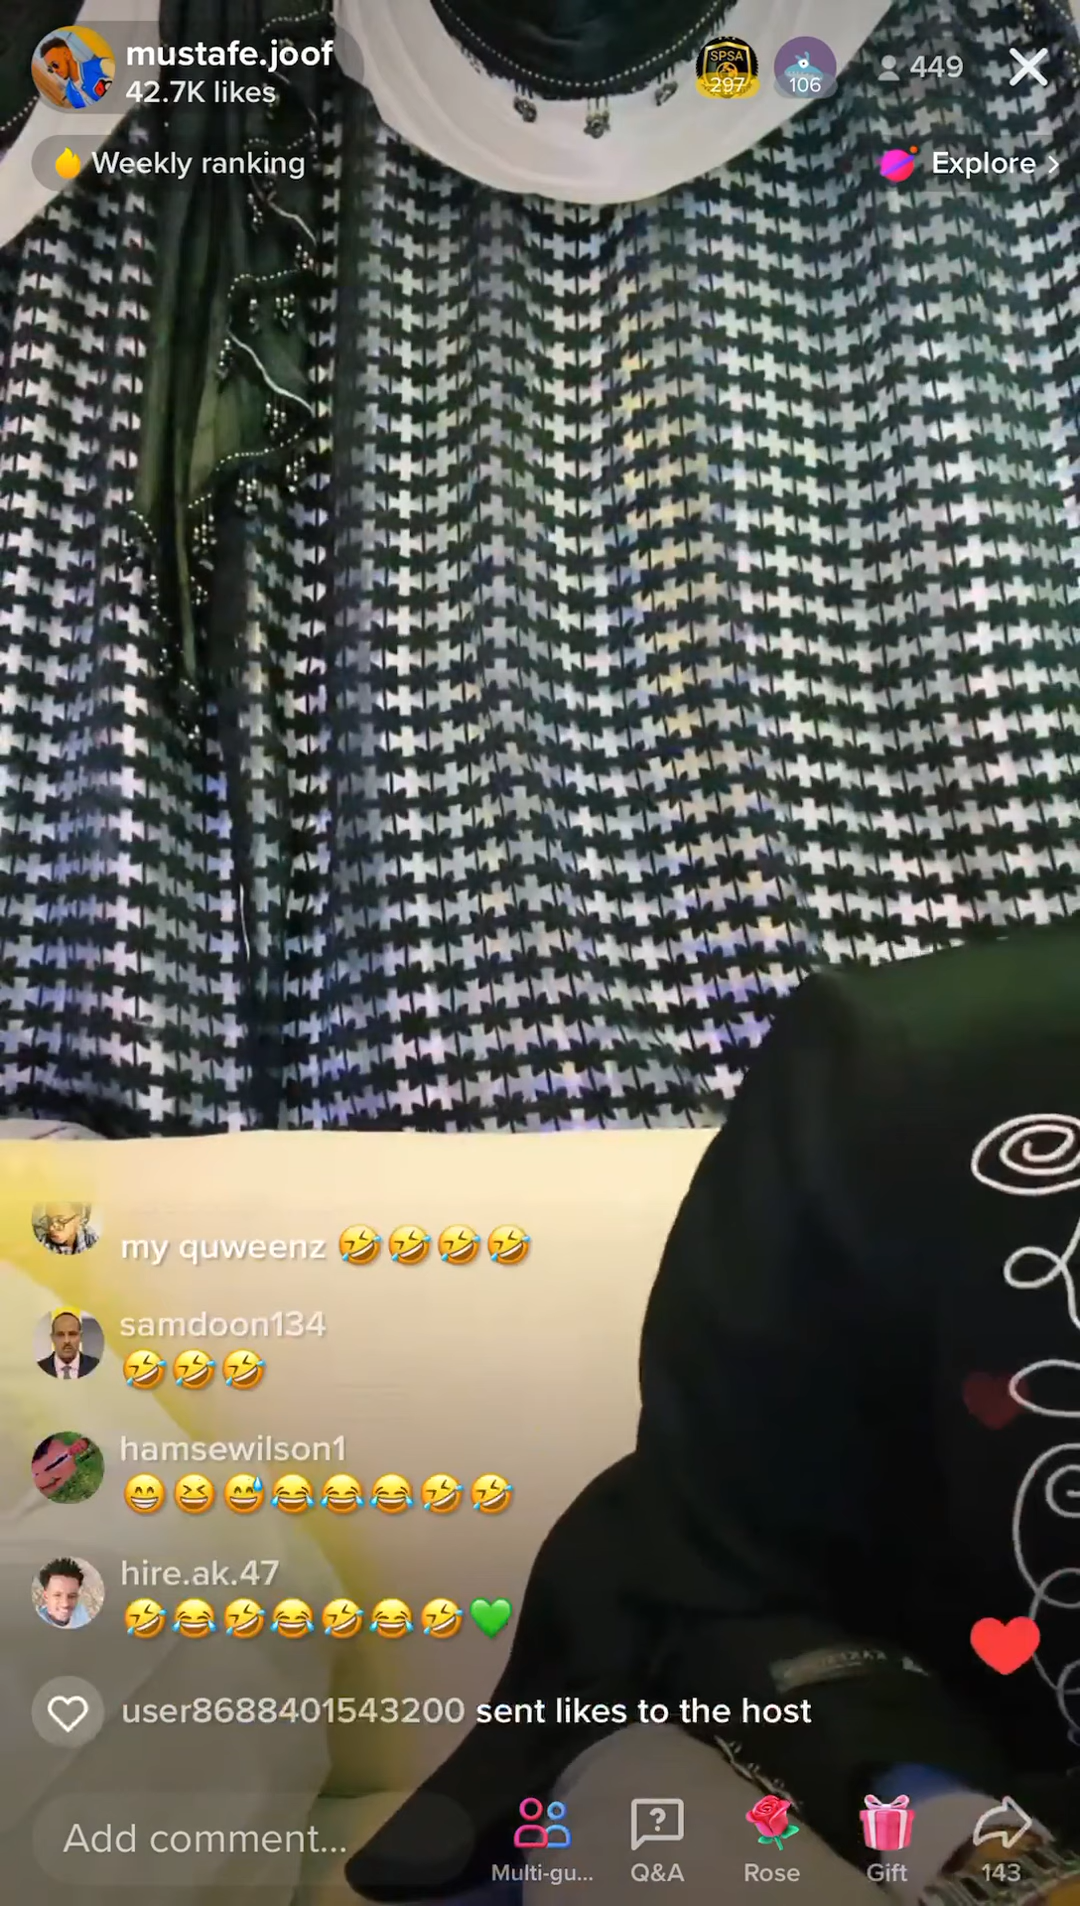 mustafe.joof
42.7K likes
SPSA
297
106
449
Weekly ranking
Explore >
my quweenz 🤣🤣🤣🤣
samdoon134
🤣🤣🤣
hamsewilson1
😁😆😅😂😂😂🤣🤣
hire.ak.47
🤣😂🤣😂🤣😂🤣💚
user8688401543200 sent likes to the host
Add comment...
Multi-gu...
Q&A
Rose
Gift
143